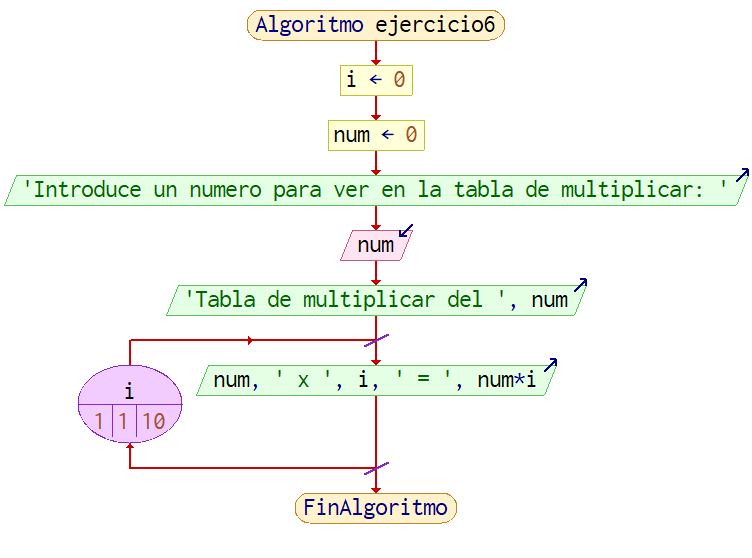 Algoritmo ejercicio6
i ← 0
num ← 0
'Introduce un numero para ver en la tabla de multiplicar: '
num
'Tabla de multiplicar del ', num
num, ' x ', i, ' = ', num*i
i
1 1 10
FinAlgoritmo